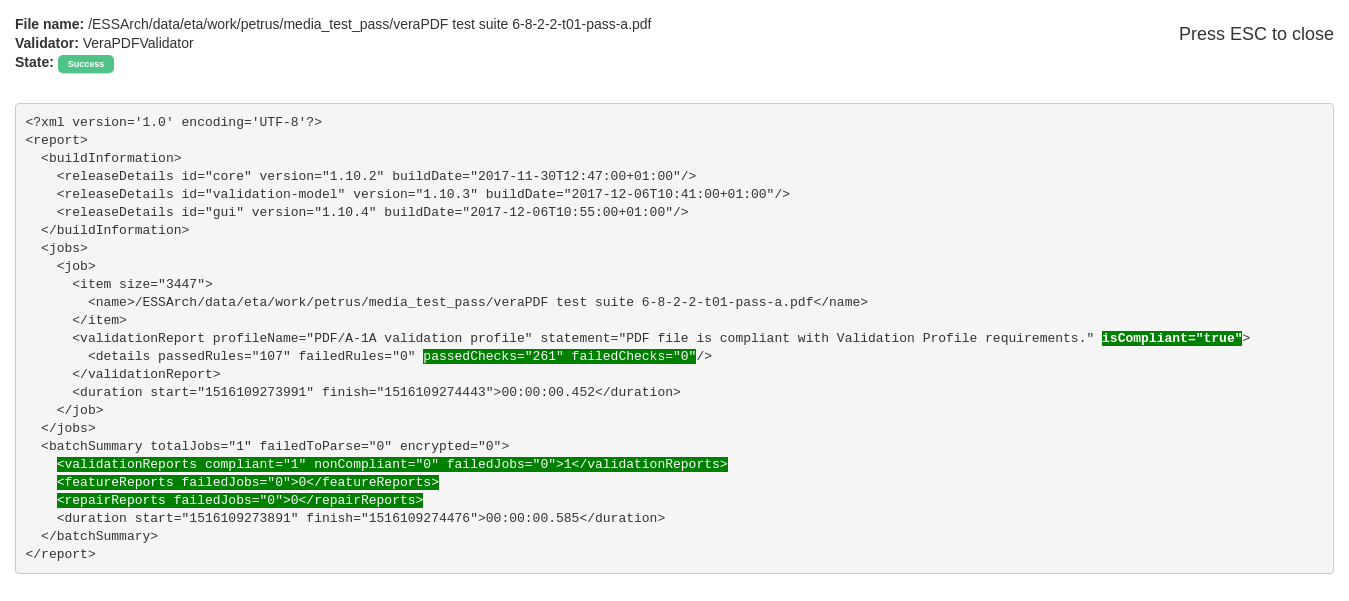 File name: /ESSArch/data/eta/work/petrus/media_test_pass/veraPDF test suite 6-8-2-2-t01-pass-a.pdf
Validator: VeraPDFValidator
State: Success
Press ESC to close
<?xml version='1.0' encoding='UTF-8'?>
<report>
  <buildInformation>
    <releaseDetails id="core" version="1.10.2" buildDate="2017-11-30T12:47:00+01:00"/>
    <releaseDetails id="validation-model" version="1.10.3" buildDate="2017-12-06T10:41:00+01:00"/>
    <releaseDetails id="gui" version="1.10.4" buildDate="2017-12-06T10:55:00+01:00"/>
  </buildInformation>
  <jobs>
    <job>
      <item size="3447">
        <name>/ESSArch/data/eta/work/petrus/media_test_pass/veraPDF test suite 6-8-2-2-t01-pass-a.pdf</name>
      </item>
      <validationReport profileName="PDF/A-1A validation profile" statement="PDF file is compliant with Validation Profile requirements." isCompliant="true">
        <details passedRules="107" failedRules="0" passedChecks="261" failedChecks="0"/>
      </validationReport>
      <duration start="1516109273991" finish="1516109274443">00:00:00.452</duration>
    </job>
  </jobs>
  <batchSummary totalJobs="1" failedToParse="0" encrypted="0">
    <validationReports compliant="1" nonCompliant="0" failedJobs="0">1</validationReports>
    <featureReports failedJobs="0">0</featureReports>
    <repairReports failedJobs="0">0</repairReports>
    <duration start="1516109273891" finish="1516109274476">00:00:00.585</duration>
  </batchSummary>
</report>